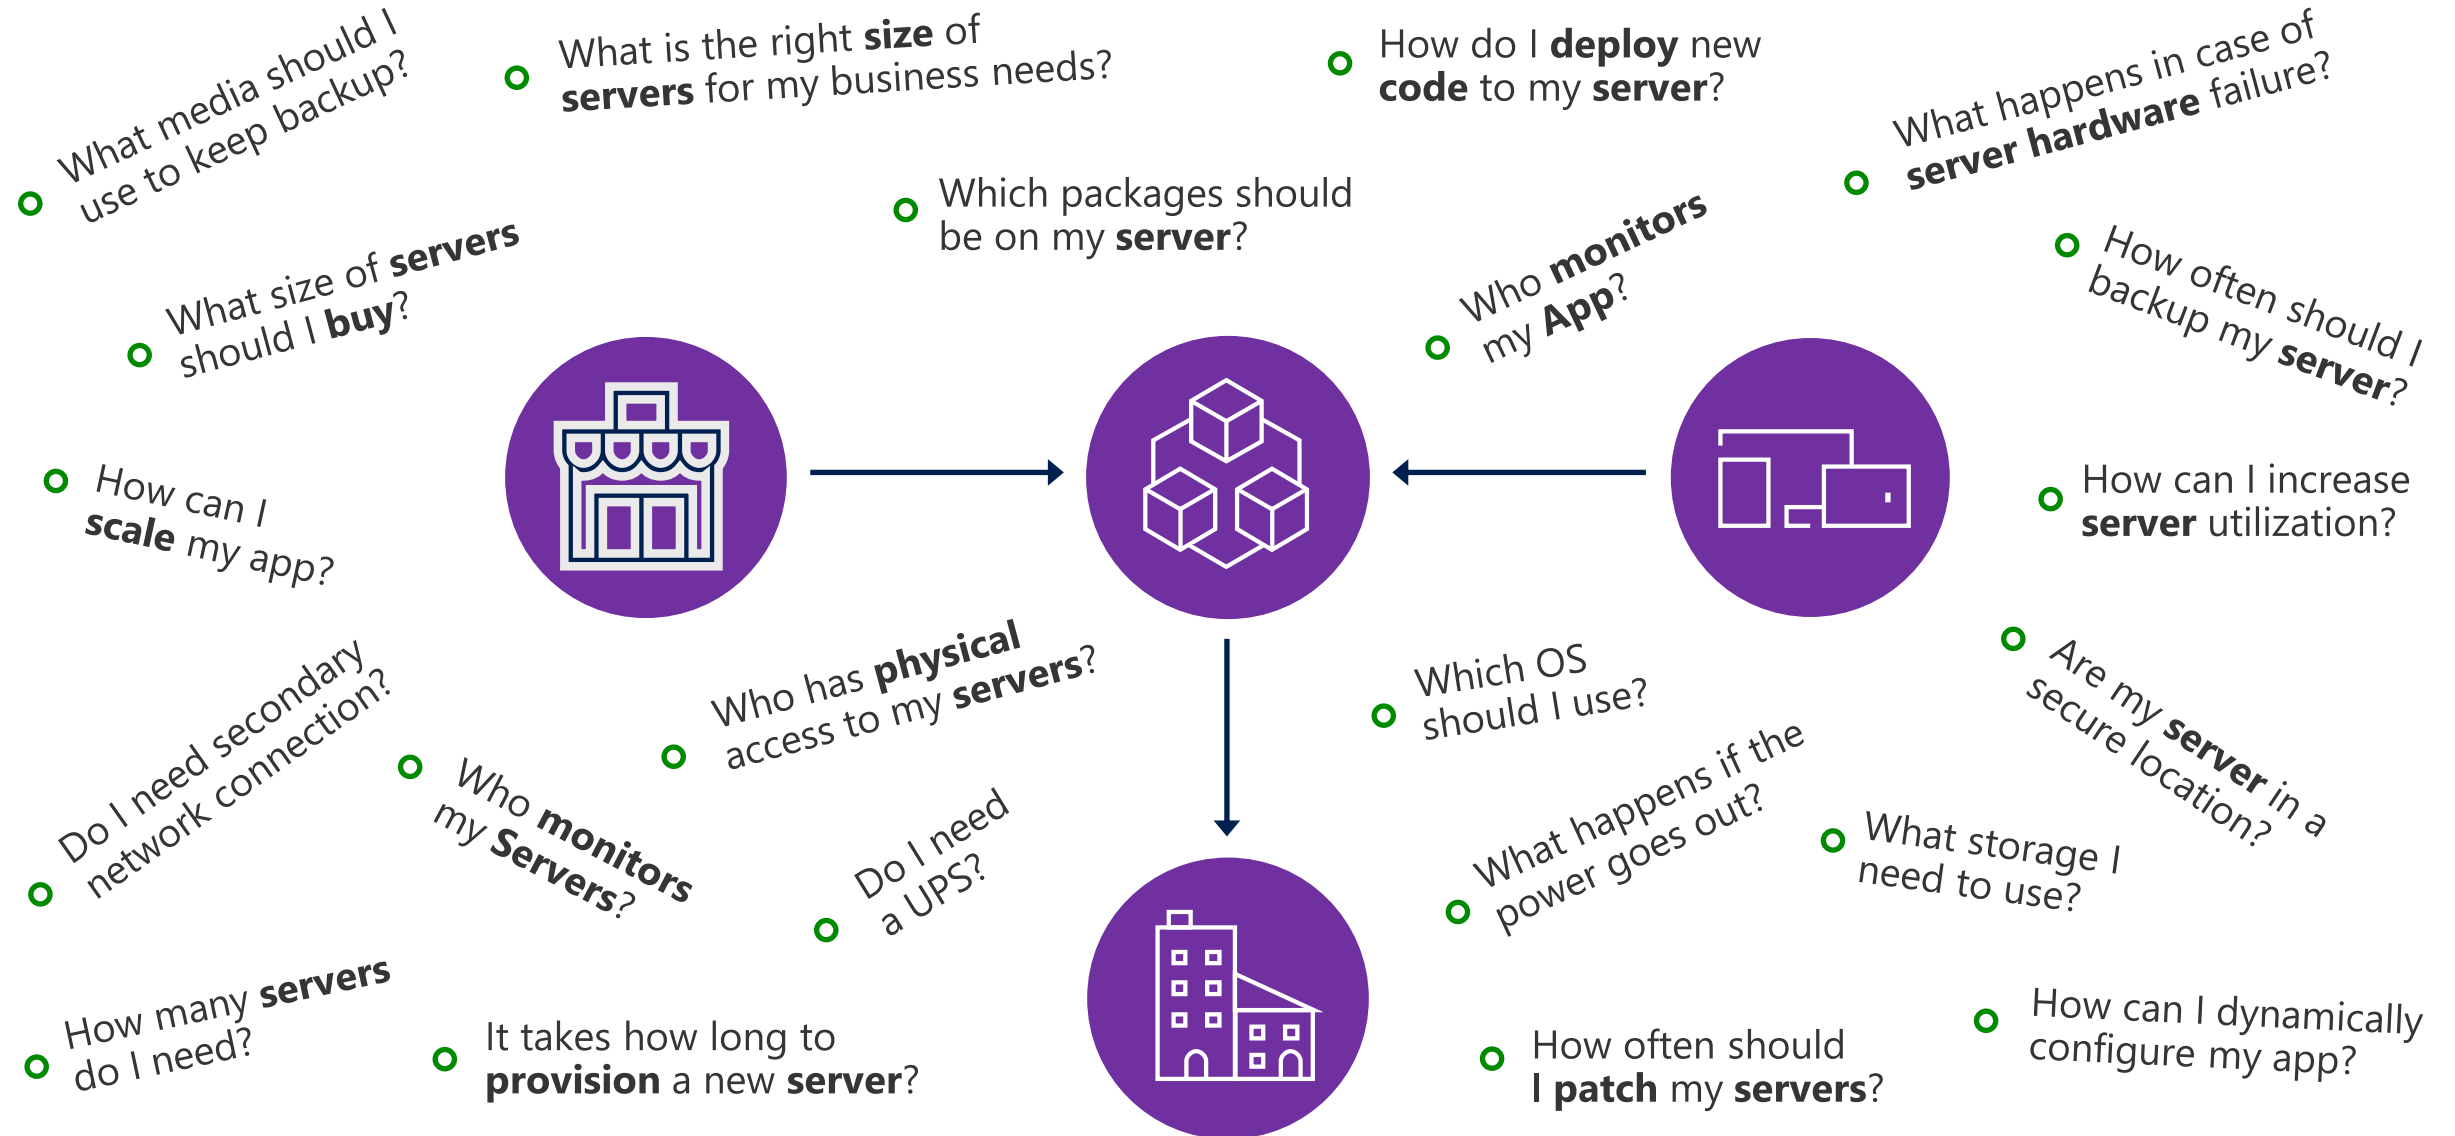 What media should I
use to keep backup?
What is the right size of
servers for my business needs?
How do I deploy new
code to my server?
What happens in case of
server hardware failure?
Which packages should
be on my server?
Who monitors
my App?
How often should I
backup my server?
What size of servers
should I buy?
How can I
scale my app?
How can I increase
server utilization?
Do I need secondary
network connection?
Who has physical
access to my servers?
Which OS
should I use?
Are my server in a
secure location?
Who monitors
my Servers?
Do I need
a UPS?
What happens if the
power goes out?
What storage I
need to use?
How many servers
do I need?
It takes how long to
provision a new server?
How often should
I patch my servers?
How can I dynamically
configure my app?